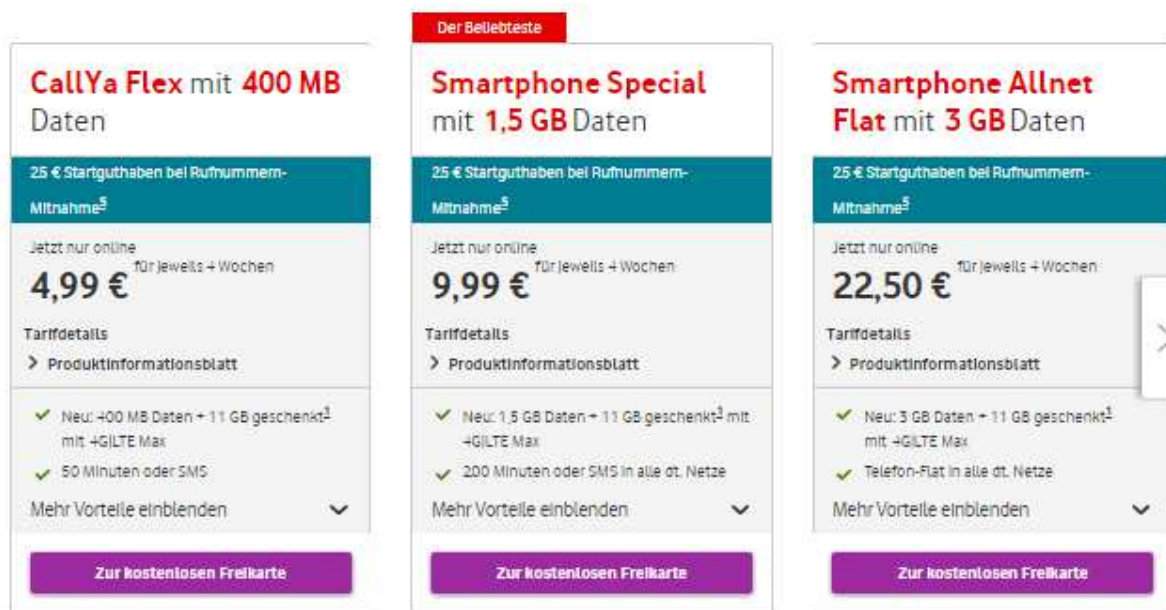 CallYa Flex mit 400 MB
Daten
25 € Startguthaben bei Rufnummern-
Mitnahme5
Jetzt nur online
4,99 € für jeweils 4 Wochen
Tarifdetails
Produktinformationsblatt
Neu: 400 MB Daten + 11 GB geschenkt1
mit 4G|LTE Max
50 Minuten oder SMS
Mehr Vorteile einblenden
Zur kostenlosen Freikarte
Der Beliebteste
Smartphone Special
mit 1,5 GB Daten
25 € Startguthaben bei Rufnummern-
Mitnahme5
Jetzt nur online
9,99 € für jeweils 4 Wochen
Tarifdetails
Produktinformationsblatt
Neu: 1,5 GB Daten + 11 GB geschenkt1 mit
4G|LTE Max
200 Minuten oder SMS in alle dt. Netze
Mehr Vorteile einblenden
Zur kostenlosen Freikarte
Smartphone Allnet
Flat mit 3 GB Daten
25 € Startguthaben bei Rufnummern-
Mitnahme5
Jetzt nur online
22,50 € für jeweils 4 Wochen
Tarifdetails
Produktinformationsblatt
Neu: 3 GB Daten + 11 GB geschenkt1
mit 4G|LTE Max
Telefon-Flat in alle dt. Netze
Mehr Vorteile einblenden
Zur kostenlosen Freikarte